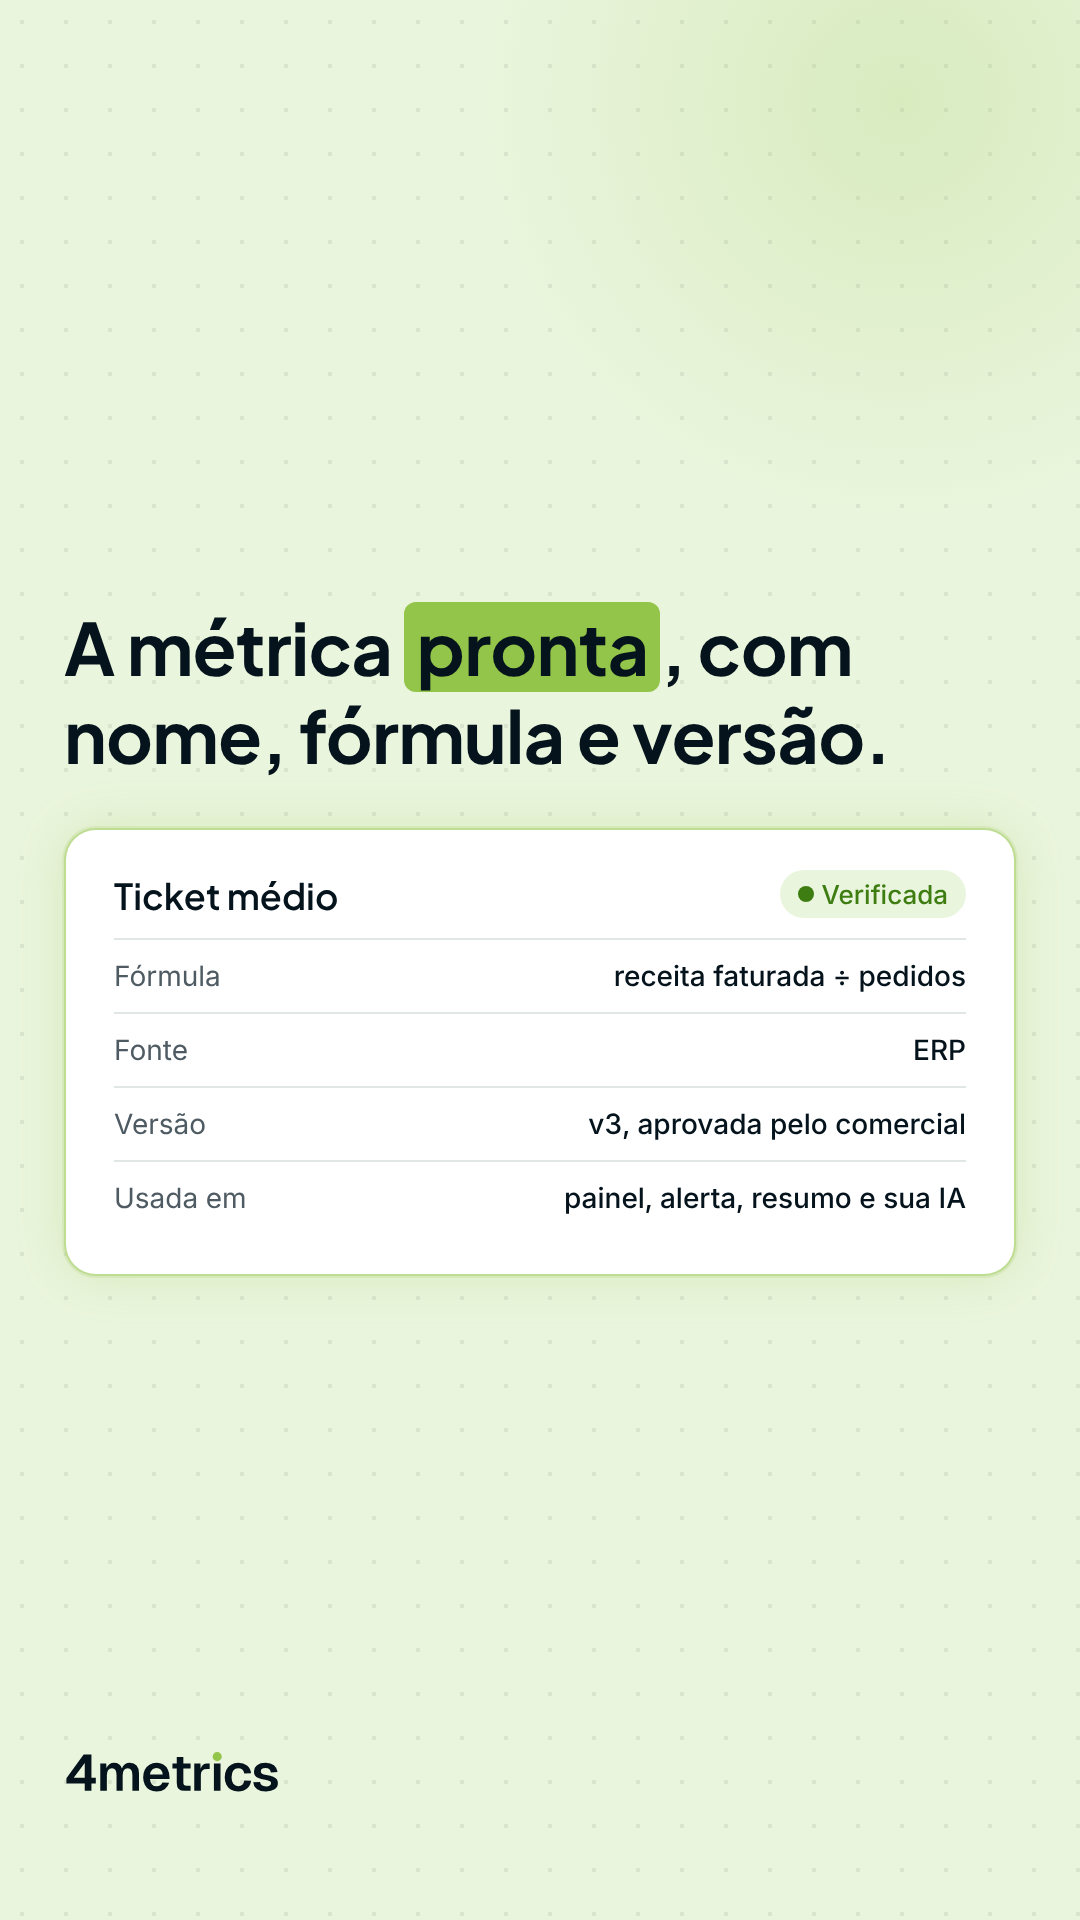 A métrica pronta, com
nome, fórmula e versão.
Ticket médio
Verificada
Fórmula
receita faturada ÷ pedidos
Fonte
ERP
Versão
v3, aprovada pelo comercial
Usada em
painel, alerta, resumo e sua IA
4metrics